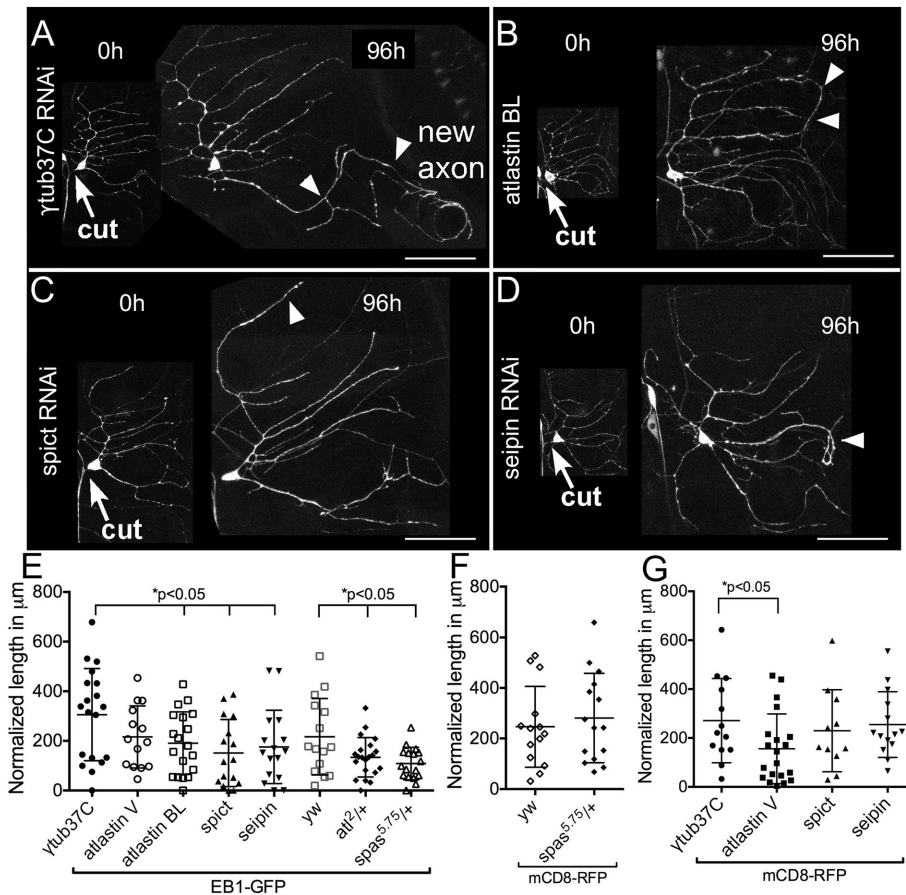 A
0h
96h
γtub37C RNAi
new
axon
cut
B
0h
96h
atlastin BL
cut
C
0h
96h
spict RNAi
cut
D
0h
96h
seipin RNAi
cut
E
Normalized length in μm
800
600
400
200
0
*p<0.05
*p<0.05
γtub37C
atlastin V
atlastin BL
spict
seipin
yw
atl2/+
spas5.75/+
EB1-GFP
F
Normalized length in μm
800
600
400
200
0
yw
spas5.75/+
mCD8-RFP
G
Normalized length in μm
800
600
400
200
0
*p<0.05
γtub37C
atlastin V
spict
seipin
mCD8-RFP